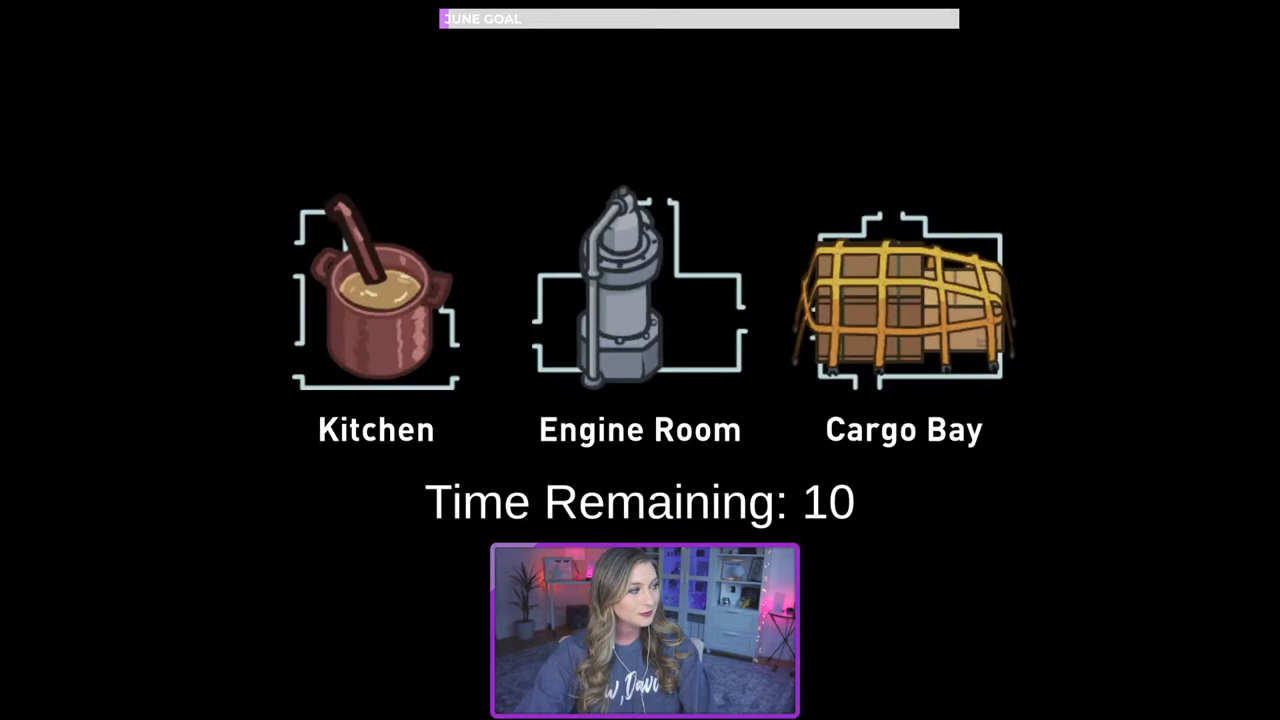 JUNE GOAL
Kitchen
Engine Room
Cargo Bay
Time Remaining: 10